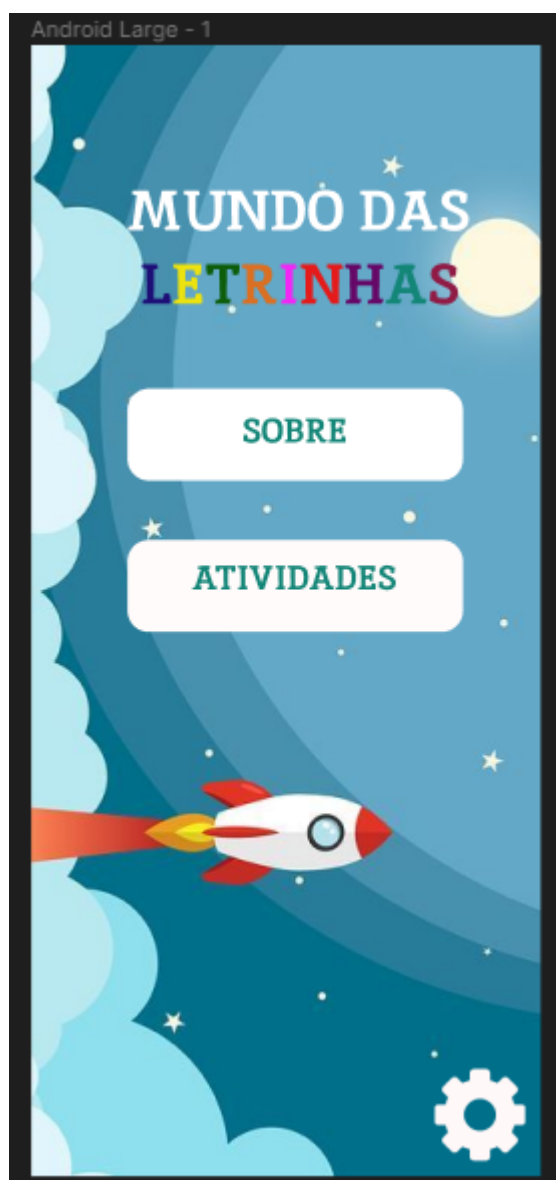 Android Large - 1
MUNDO DAS
LETRINHAS
SOBRE
ATIVIDADES